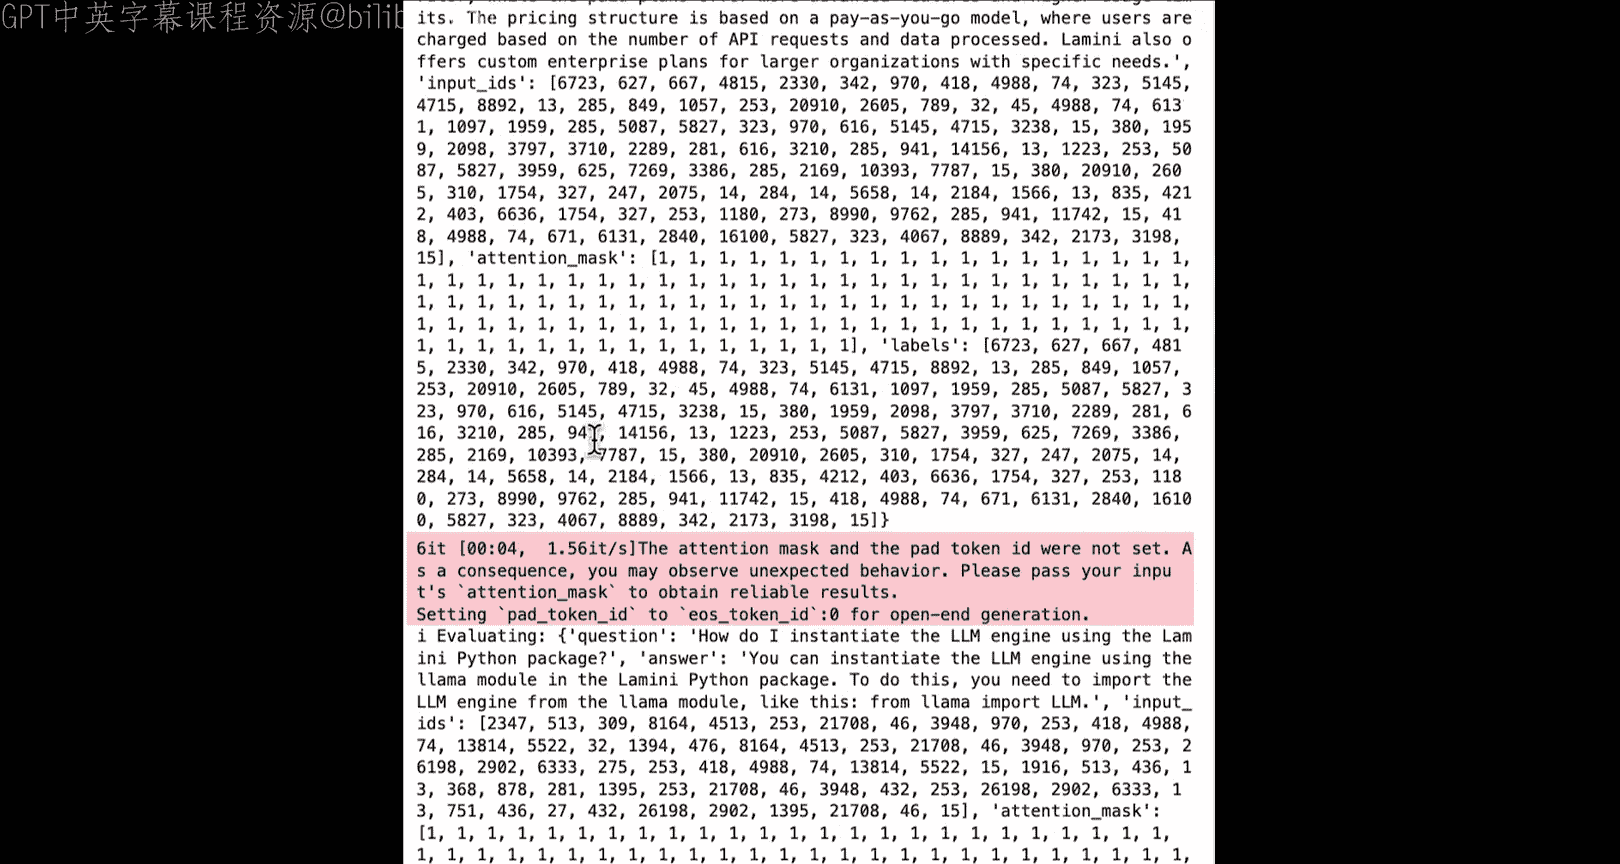 GPT中英字幕课程资源@bilib
its. The pricing structure is based on a pay-as-you-go model, where users are
charged based on the number of API requests and data processed. Lamini also o
ffers custom enterprise plans for larger organizations with specific needs.',
'input_ids': [6723, 627, 667, 4815, 2330, 342, 970, 418, 4988, 74, 323, 5145,
4715, 8892, 13, 285, 849, 1057, 253, 20910, 2605, 789, 32, 45, 4988, 74, 613
1, 1097, 1959, 285, 5087, 5827, 323, 970, 616, 5145, 4715, 3238, 15, 380, 195
9, 2098, 3797, 3710, 2289, 281, 616, 3210, 285, 941, 14156, 13, 1223, 253, 50
87, 5827, 3959, 625, 7269, 3386, 285, 2169, 10393, 7787, 15, 380, 20910, 260
5, 310, 1754, 327, 247, 2075, 14, 284, 14, 5658, 14, 2184, 1566, 13, 835, 421
2, 403, 6636, 1754, 327, 253, 1180, 273, 8990, 9762, 285, 941, 11742, 15, 41
8, 4988, 74, 671, 6131, 2840, 16100, 5827, 323, 4067, 8889, 342, 2173, 3198,
15], 'attention_mask': [1, 1, 1, 1, 1, 1, 1, 1, 1, 1, 1, 1, 1, 1, 1, 1, 1, 1,
1, 1, 1, 1, 1, 1, 1, 1, 1, 1, 1, 1, 1, 1, 1, 1, 1, 1, 1, 1, 1, 1, 1, 1, 1, 1,
1, 1, 1, 1, 1, 1, 1, 1, 1, 1, 1, 1, 1, 1, 1, 1, 1, 1, 1, 1, 1, 1, 1, 1, 1, 1,
1, 1, 1, 1, 1, 1, 1, 1, 1, 1, 1, 1, 1, 1, 1, 1, 1, 1, 1, 1, 1, 1, 1, 1, 1, 1,
1, 1, 1, 1, 1, 1, 1, 1, 1, 1, 1, 1, 1, 1, 1], 'labels': [6723, 627, 667, 481
5, 2330, 342, 970, 418, 4988, 74, 323, 5145, 4715, 8892, 13, 285, 849, 1057,
253, 20910, 2605, 789, 32, 45, 4988, 74, 6131, 1097, 1959, 285, 5087, 5827, 3
23, 970, 616, 5145, 4715, 3238, 15, 380, 1959, 2098, 3797, 3710, 2289, 281, 6
16, 3210, 285, 941, 14156, 13, 1223, 253, 5087, 5827, 3959, 625, 7269, 3386,
285, 2169, 10393, 7787, 15, 380, 20910, 2605, 310, 1754, 327, 247, 2075, 14,
284, 14, 5658, 14, 2184, 1566, 13, 835, 4212, 403, 6636, 1754, 327, 253, 118
0, 273, 8990, 9762, 285, 941, 11742, 15, 418, 4988, 74, 671, 6131, 2840, 1610
0, 5827, 323, 4067, 8889, 342, 2173, 3198, 15]}
6it [00:04,  1.56it/s]The attention mask and the pad token id were not set. A
s a consequence, you may observe unexpected behavior. Please pass your inpu
t's `attention_mask` to obtain reliable results.
Setting `pad_token_id` to `eos_token_id`:0 for open-end generation.
i Evaluating: {'question': 'How do I instantiate the LLM engine using the Lam
ini Python package?', 'answer': 'You can instantiate the LLM engine using the
llama module in the Lamini Python package. To do this, you need to import the
LLM engine from the llama module, like this: from llama import LLM.', 'input_
ids': [2347, 513, 309, 8164, 4513, 253, 21708, 46, 3948, 970, 253, 418, 4988,
74, 13814, 5522, 32, 1394, 476, 8164, 4513, 253, 21708, 46, 3948, 970, 253, 2
6198, 2902, 6333, 275, 253, 418, 4988, 74, 13814, 5522, 15, 1916, 513, 436, 1
3, 368, 878, 281, 1395, 253, 21708, 46, 3948, 432, 253, 26198, 2902, 6333, 1
3, 751, 436, 27, 432, 26198, 2902, 1395, 21708, 46, 15], 'attention_mask':
[1, 1, 1, 1, 1, 1, 1, 1, 1, 1, 1, 1, 1, 1, 1, 1, 1, 1, 1, 1, 1, 1, 1, 1, 1,
1, 1, 1, 1, 1, 1, 1, 1, 1, 1, 1, 1, 1, 1, 1, 1, 1, 1, 1, 1, 1, 1, 1, 1, 1, 1,